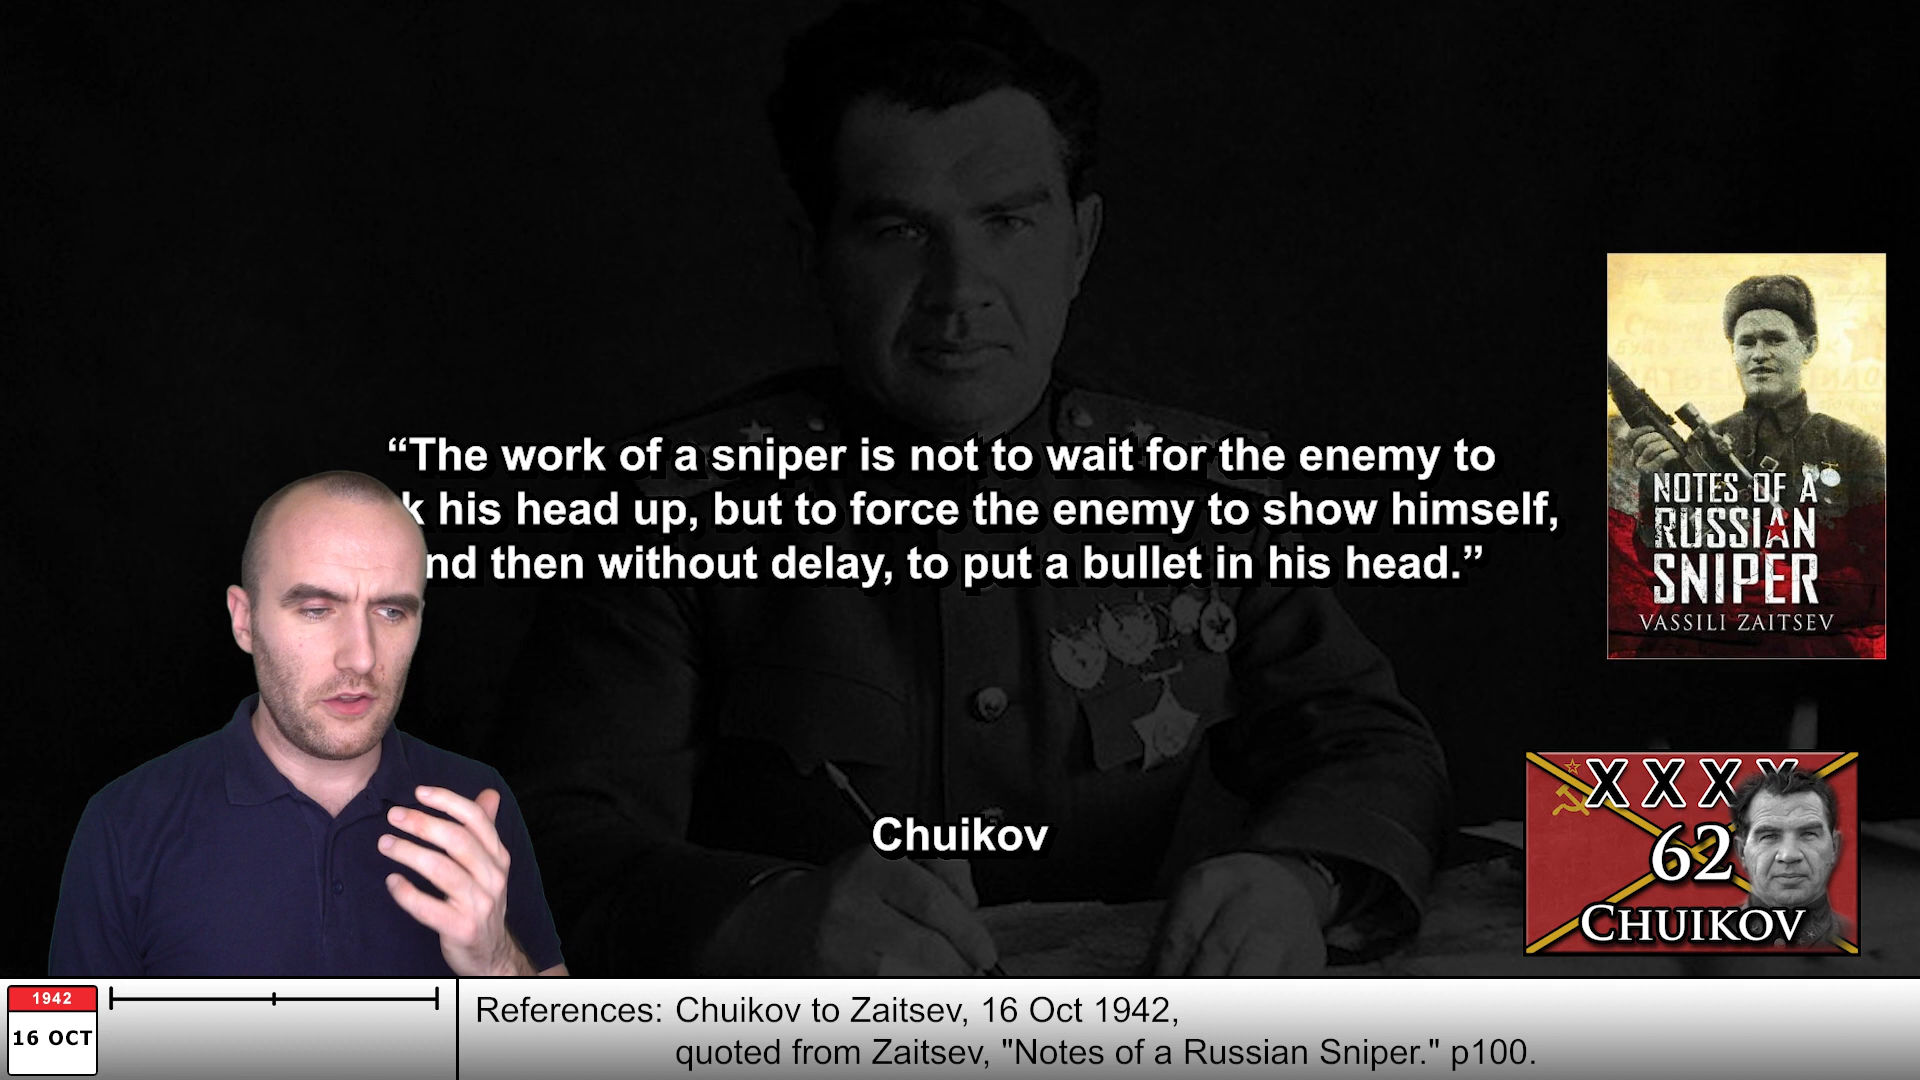 “The work of a sniper is not to wait for the enemy to
his head up, but to force the enemy to show himself,
then without delay, to put a bullet in his head.”
Chuikov
NOTES OF A
RUSSIAN
SNIPER
VASSILI ZAITSEV
XXXX
62
CHUIKOV
1942
16 OCT
References: Chuikov to Zaitsev, 16 Oct 1942,
quoted from Zaitsev, "Notes of a Russian Sniper." p100.